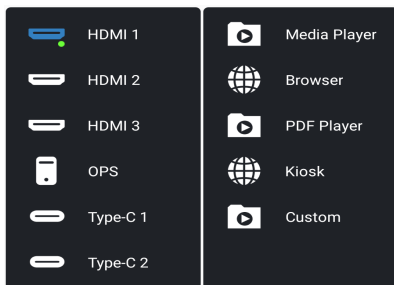 HDMI 1
HDMI 2
HDMI 3
OPS
Type-C 1
Type-C 2
Media Player
Browser
PDF Player
Kiosk
Custom